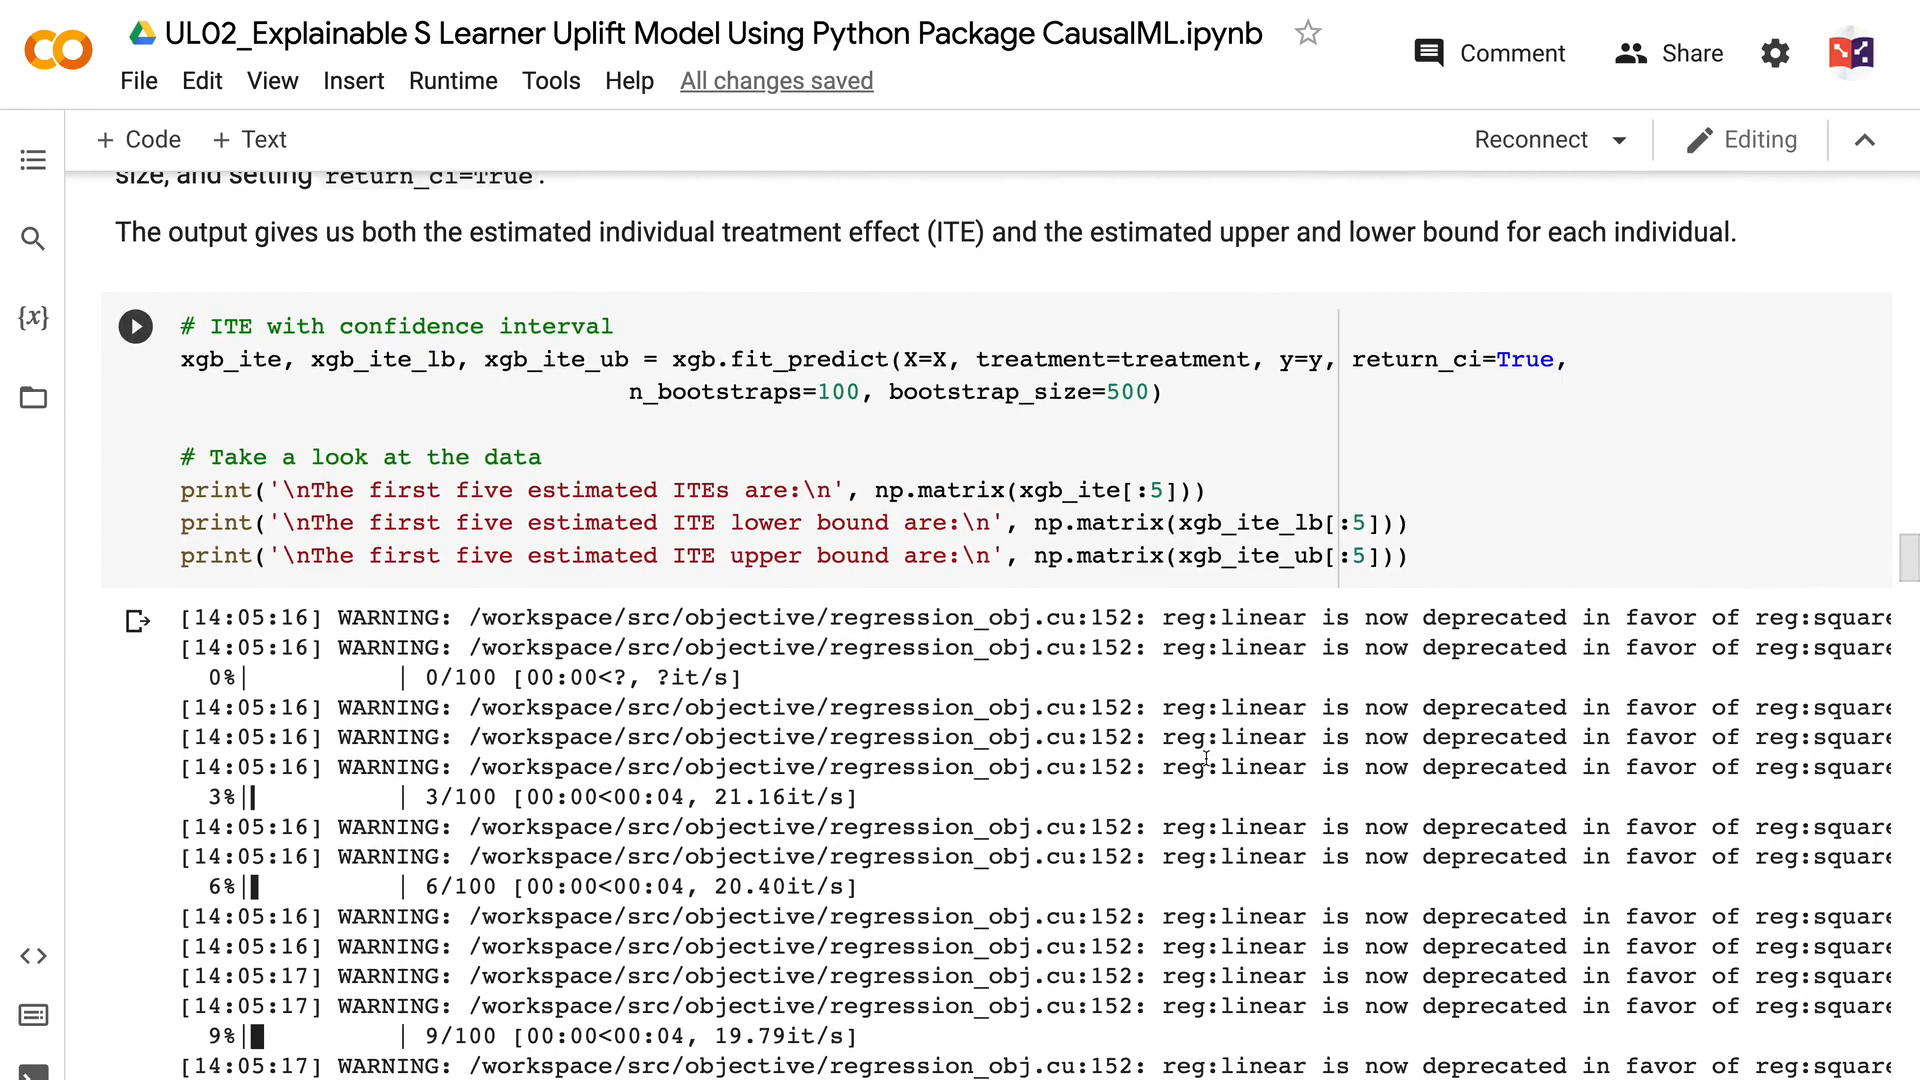 UL02_Explainable S Learner Uplift Model Using Python Package CausalML.ipynb
Comment
Share
File Edit View Insert Runtime Tools Help All changes saved
+ Code + Text
Reconnect
Editing
size, and setting return_ci=True.
The output gives us both the estimated individual treatment effect (ITE) and the estimated upper and lower bound for each individual.
{x}
# ITE with confidence interval
xgb_ite, xgb_ite_lb, xgb_ite_ub = xgb.fit_predict(X=X, treatment=treatment, y=y, return_ci=True,
n_bootstraps=100, bootstrap_size=500)
# Take a look at the data
print('\nThe first five estimated ITEs are:\n', np.matrix(xgb_ite[:5]))
print('\nThe first five estimated ITE lower bound are:\n', np.matrix(xgb_ite_lb[:5]))
print('\nThe first five estimated ITE upper bound are:\n', np.matrix(xgb_ite_ub[:5]))
[14:05:16] WARNING: /workspace/src/objective/regression_obj.cu:152: reg:linear is now deprecated in favor of reg:square
[14:05:16] WARNING: /workspace/src/objective/regression_obj.cu:152: reg:linear is now deprecated in favor of reg:square
0%| | 0/100 [00:00<?, ?it/s]
[14:05:16] WARNING: /workspace/src/objective/regression_obj.cu:152: reg:linear is now deprecated in favor of reg:square
[14:05:16] WARNING: /workspace/src/objective/regression_obj.cu:152: reg:linear is now deprecated in favor of reg:square
[14:05:16] WARNING: /workspace/src/objective/regression_obj.cu:152: reg:linear is now deprecated in favor of reg:square
3%| | 3/100 [00:00<00:04, 21.16it/s]
[14:05:16] WARNING: /workspace/src/objective/regression_obj.cu:152: reg:linear is now deprecated in favor of reg:square
[14:05:16] WARNING: /workspace/src/objective/regression_obj.cu:152: reg:linear is now deprecated in favor of reg:square
6%| | 6/100 [00:00<00:04, 20.40it/s]
[14:05:16] WARNING: /workspace/src/objective/regression_obj.cu:152: reg:linear is now deprecated in favor of reg:square
[14:05:16] WARNING: /workspace/src/objective/regression_obj.cu:152: reg:linear is now deprecated in favor of reg:square
[14:05:17] WARNING: /workspace/src/objective/regression_obj.cu:152: reg:linear is now deprecated in favor of reg:square
[14:05:17] WARNING: /workspace/src/objective/regression_obj.cu:152: reg:linear is now deprecated in favor of reg:square
9%| | 9/100 [00:00<00:04, 19.79it/s]
[14:05:17] WARNING: /workspace/src/objective/regression_obj.cu:152: reg:linear is now deprecated in favor of reg:square